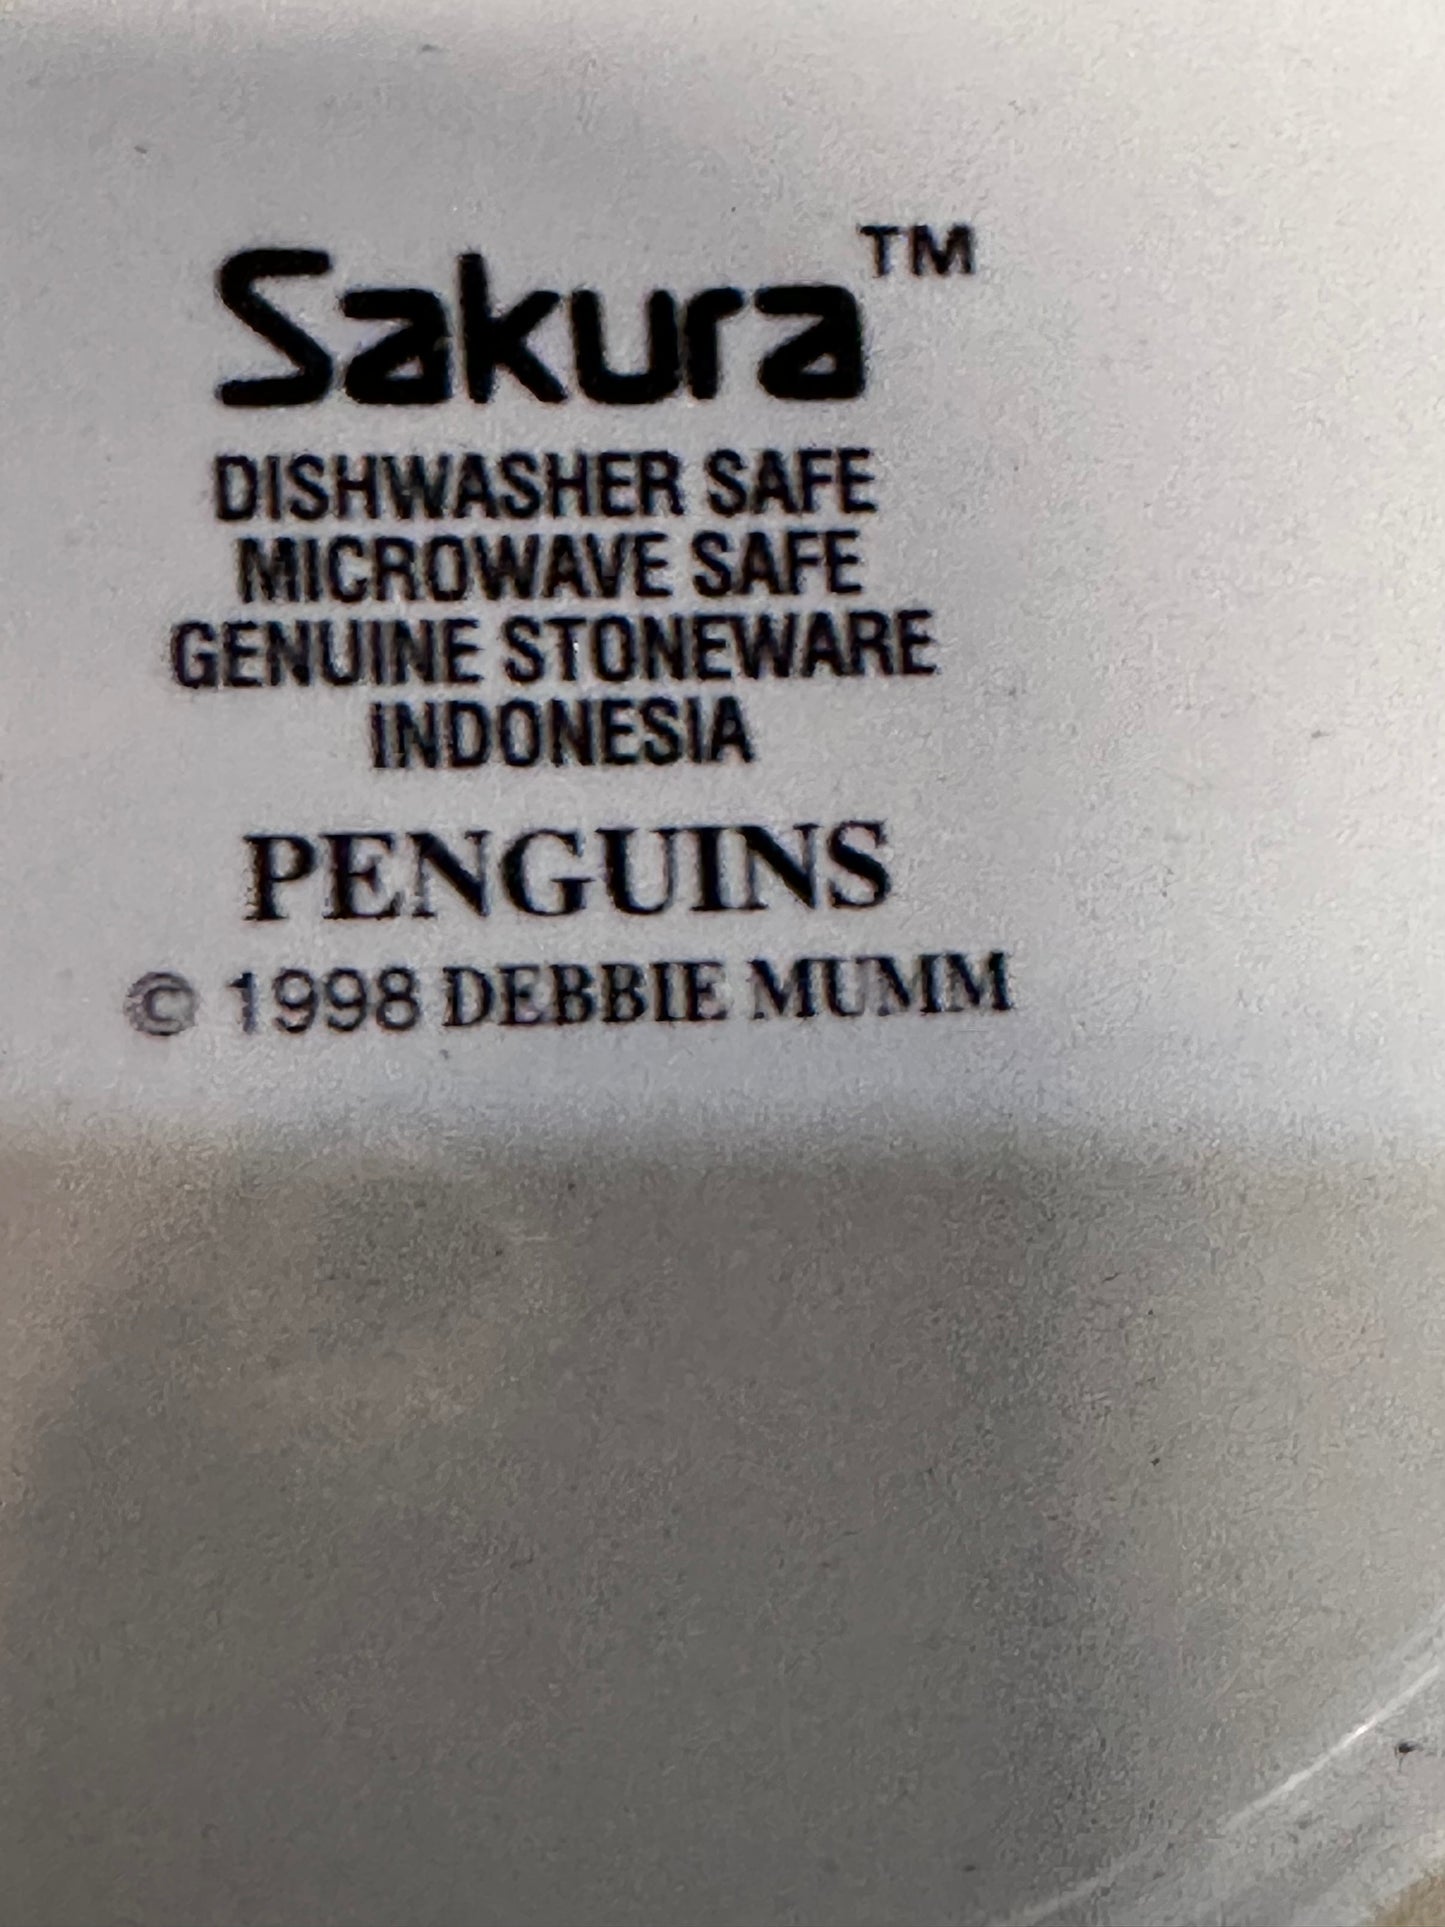 Sakura™
DISHWASHER SAFE
MICROWAVE SAFE
GENUINE STONEWARE
INDONESIA
PENGUINS
© 1998 DEBBIE MUMM